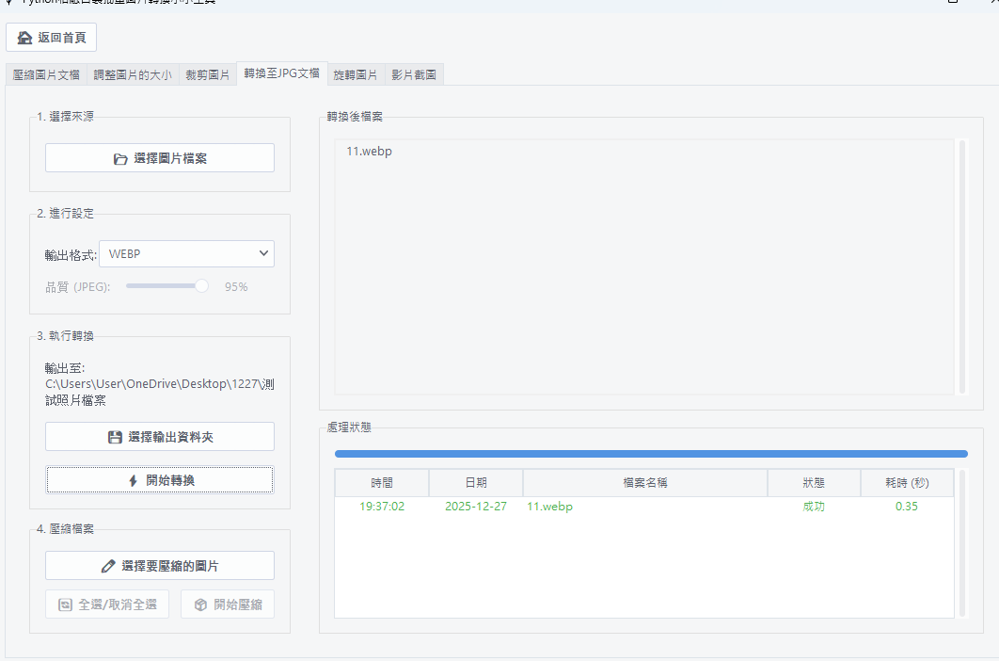 返回首頁
壓縮圖片文檔 調整圖片的大小 裁剪圖片 轉換至JPG文檔 旋轉圖片 影片截圖
1. 選擇來源
選擇圖片檔案
2. 進行設定
輸出格式: WEBP
品質 (JPEG): 95%
3. 執行轉換
輸出至:
C:\Users\User\OneDrive\Desktop\1227\測
試照片檔案
選擇輸出資料夾
開始轉換
4. 壓縮檔案
選擇要壓縮的圖片
全選/取消全選 開始壓縮
轉換後檔案
11.webp
處理狀態
時間 日期 檔案名稱 狀態 耗時 (秒)
19:37:02 2025-12-27 11.webp 成功 0.35